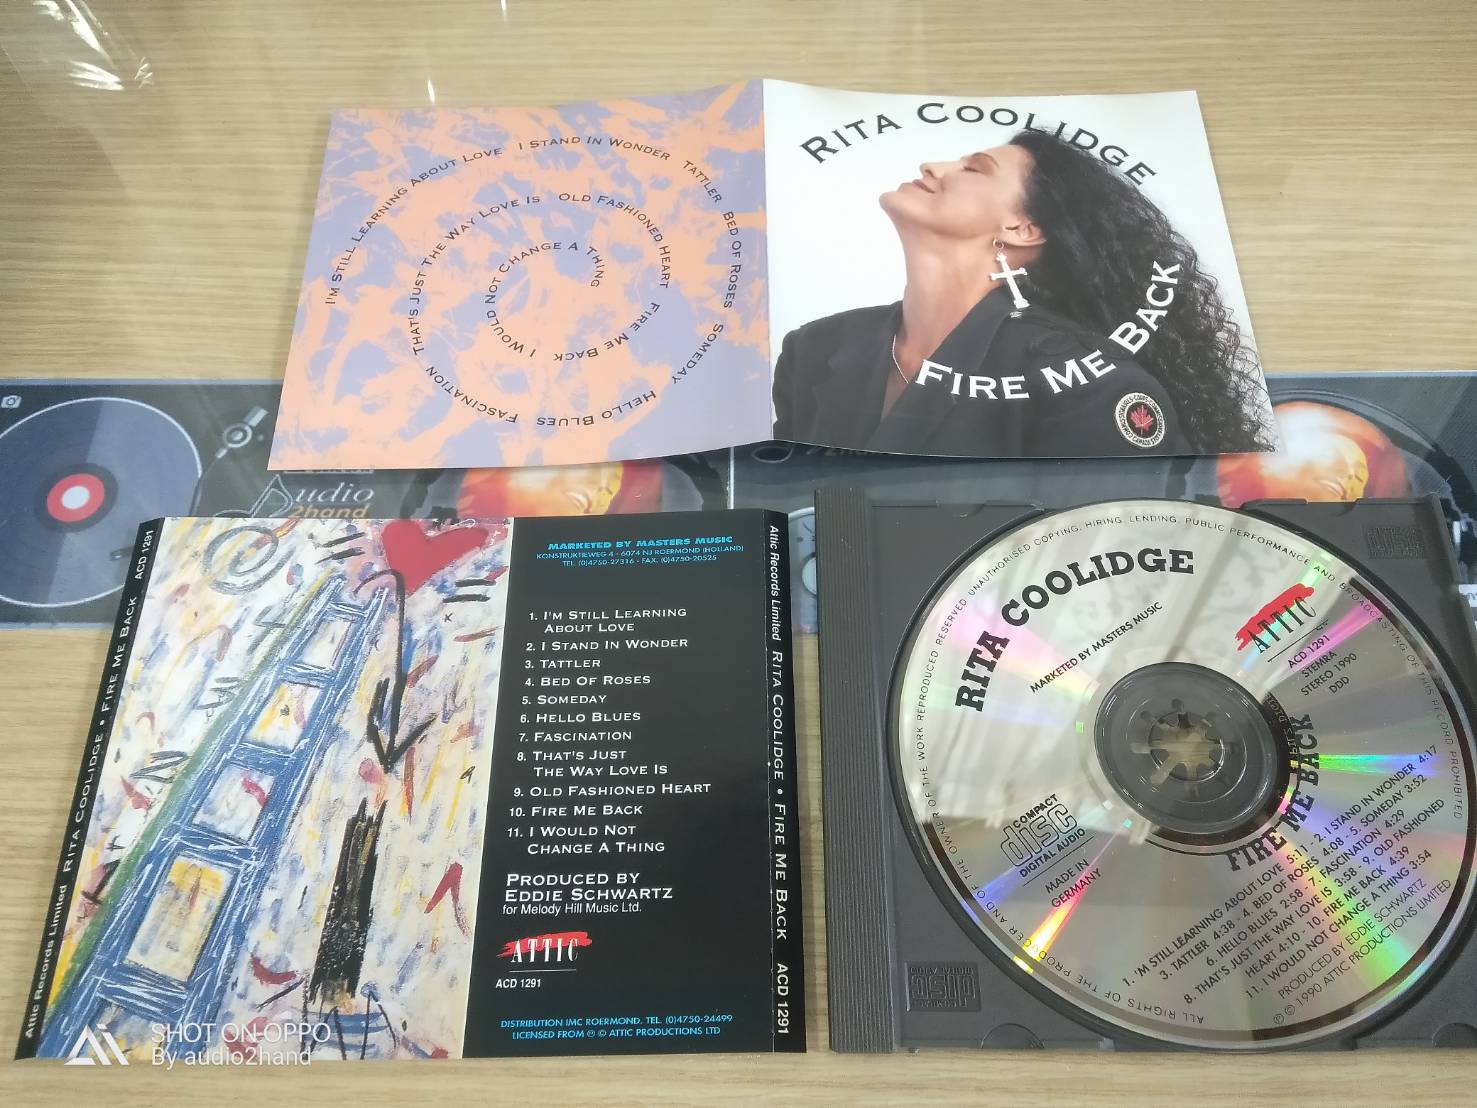 I'M STILL LEARNING ABOUT LOVE I STAND IN WONDER TATTLER BED OF ROSES SOMEDAY HELLO BLUES FASCINATION THAT'S JUST THE WAY LOVE IS OLD FASHIONED HEART FIRE ME BACK I WOULD NOT CHANGE A THING
RITA COOLIDGE
FIRE ME BACK
Audio
2hand
Attic Records Limited RITA COOLIDGE • FIRE ME BACK ACD 1291
MARKETED BY MASTERS MUSIC
KONSTRUKTIEWEG 4 - 6074 NJ ROERMOND (HOLLAND)
TEL. (0)4750-27316 - FAX. (0)4750-20525
1. I'M STILL LEARNING
ABOUT LOVE
2. I STAND IN WONDER
3. TATTLER
4. BED OF ROSES
5. SOMEDAY
6. HELLO BLUES
7. FASCINATION
8. THAT'S JUST
THE WAY LOVE IS
9. OLD FASHIONED HEART
10. FIRE ME BACK
11. I WOULD NOT
CHANGE A THING
PRODUCED BY
EDDIE SCHWARTZ
for Melody Hill Music Ltd.
ATTIC
ACD 1291
DISTRIBUTION IMC ROERMOND, TEL. (0)4750-24499
LICENSED FROM ℗ © ATTIC PRODUCTIONS LTD
Attic Records Limited RITA COOLIDGE • FIRE ME BACK ACD 1291
ALL RIGHTS OF THE PRODUCER AND OF THE OWNER OF THE WORK REPRODUCED RESERVED UNAUTHORISED COPYING, HIRING, LENDING, PUBLIC PERFORMANCE AND BROADCASTING OF THIS RECORD PROHIBITED
RITA COOLIDGE
MARKETED BY MASTERS MUSIC
ATTIC
ACD 1291
STEMRA
STEREO 1990
DDD
FIRE ME BACK
COMPACT
disc
DIGITAL AUDIO
MADE IN
GERMANY
1. 'M STILL LEARNING ABOUT LOVE 5:11 - 2. I STAND IN WONDER 4:17
3. TATTLER 4:38 - 4. BED OF ROSES 4:08 - 5. SOMEDAY 3:52
6. HELLO BLUES 2:58 - 7. FASCINATION 4:29
8. THAT'S JUST THE WAY LOVE IS 3:58 - 9. OLD FASHIONED
HEART 4:10 - 10. FIRE ME BACK 4:39
11. I WOULD NOT CHANGE A THING 3:54
PRODUCED BY EDDIE SCHWARTZ
℗ © 1990 ATTIC PRODUCTIONS LIMITED
SHOT ON OPPO
By audio2hand